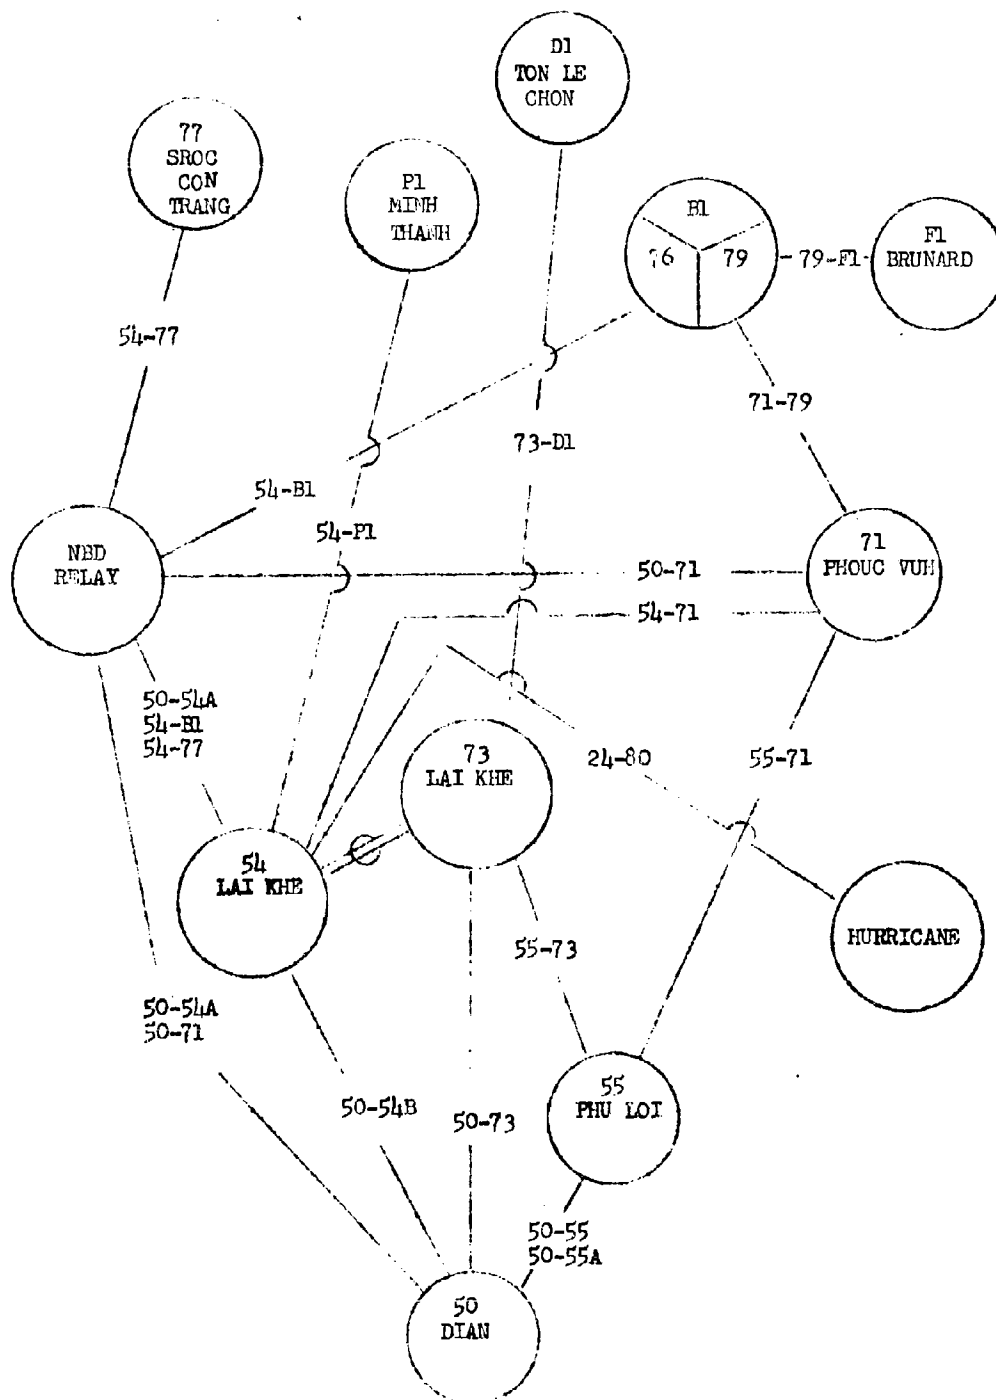 D1
TON LE
CHON
77
SROC
CON
TRANG
P1
MINH
THANH
B1
76
79
79-F1
F1
BRUNARD
54-77
71-79
73-D1
54-B1
54-P1
NBD
RELAY
50-71
71
PHOUC VUH
54-71
50-54A
54-B1
54-77
73
LAI KHE
24-80
55-71
54
LAI KHE
HURRICANE
55-73
50-54A
50-71
50-54B
50-73
55
PHU LOI
50-55
50-55A
50
DIAN